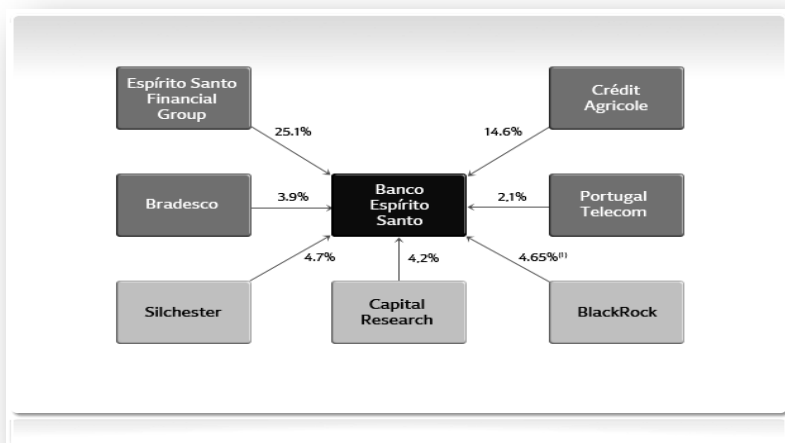 Espírito Santo
Financial
Group
Crédit
Agricole
25.1%
14.6%
Bradesco
3.9%
Banco
Espírito
Santo
2.1%
Portugal
Telecom
4.7%
4.2%
4.65%⁽¹⁾
Silchester
Capital
Research
BlackRock